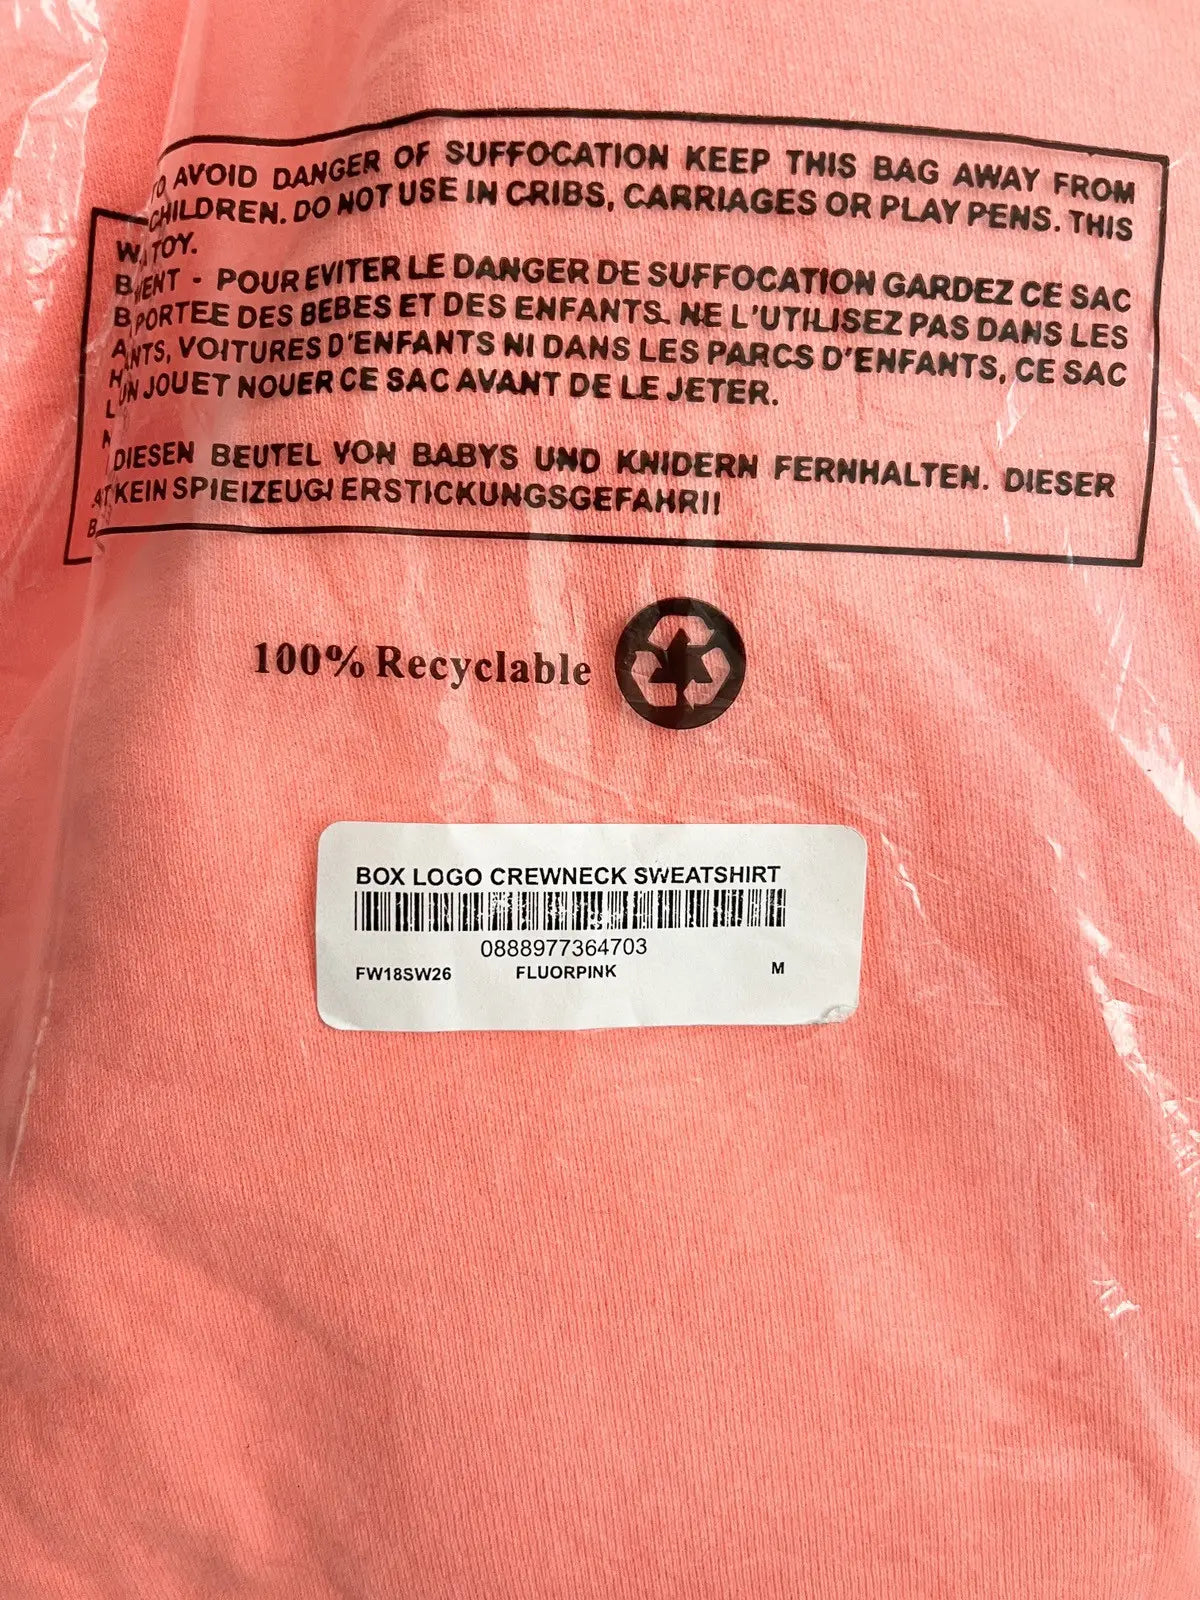 TO AVOID DANGER OF SUFFOCATION KEEP THIS BAG AWAY FROM
CHILDREN. DO NOT USE IN CRIBS, CARRIAGES OR PLAY PENS. THIS
TOY.
- POUR EVITER LE DANGER DE SUFFOCATION GARDEZ CE SAC
PORTEE DES BEBES ET DES ENFANTS. NE L'UTILISEZ PAS DANS LES
VOITURES D'ENFANTS NI DANS LES PARCS D'ENFANTS, CE SAC
UN JOUET NOUER CE SAC AVANT DE LE JETER.
DIESEN BEUTEL VON BABYS UND KNIDERN FERNHALTEN. DIESER
KEIN SPIEIZEUG! ERSTICKUNGSGEFAHR!!
100% Recyclable
BOX LOGO CREWNECK SWEATSHIRT
0888977364703
FW18SW26 FLUORPINK M